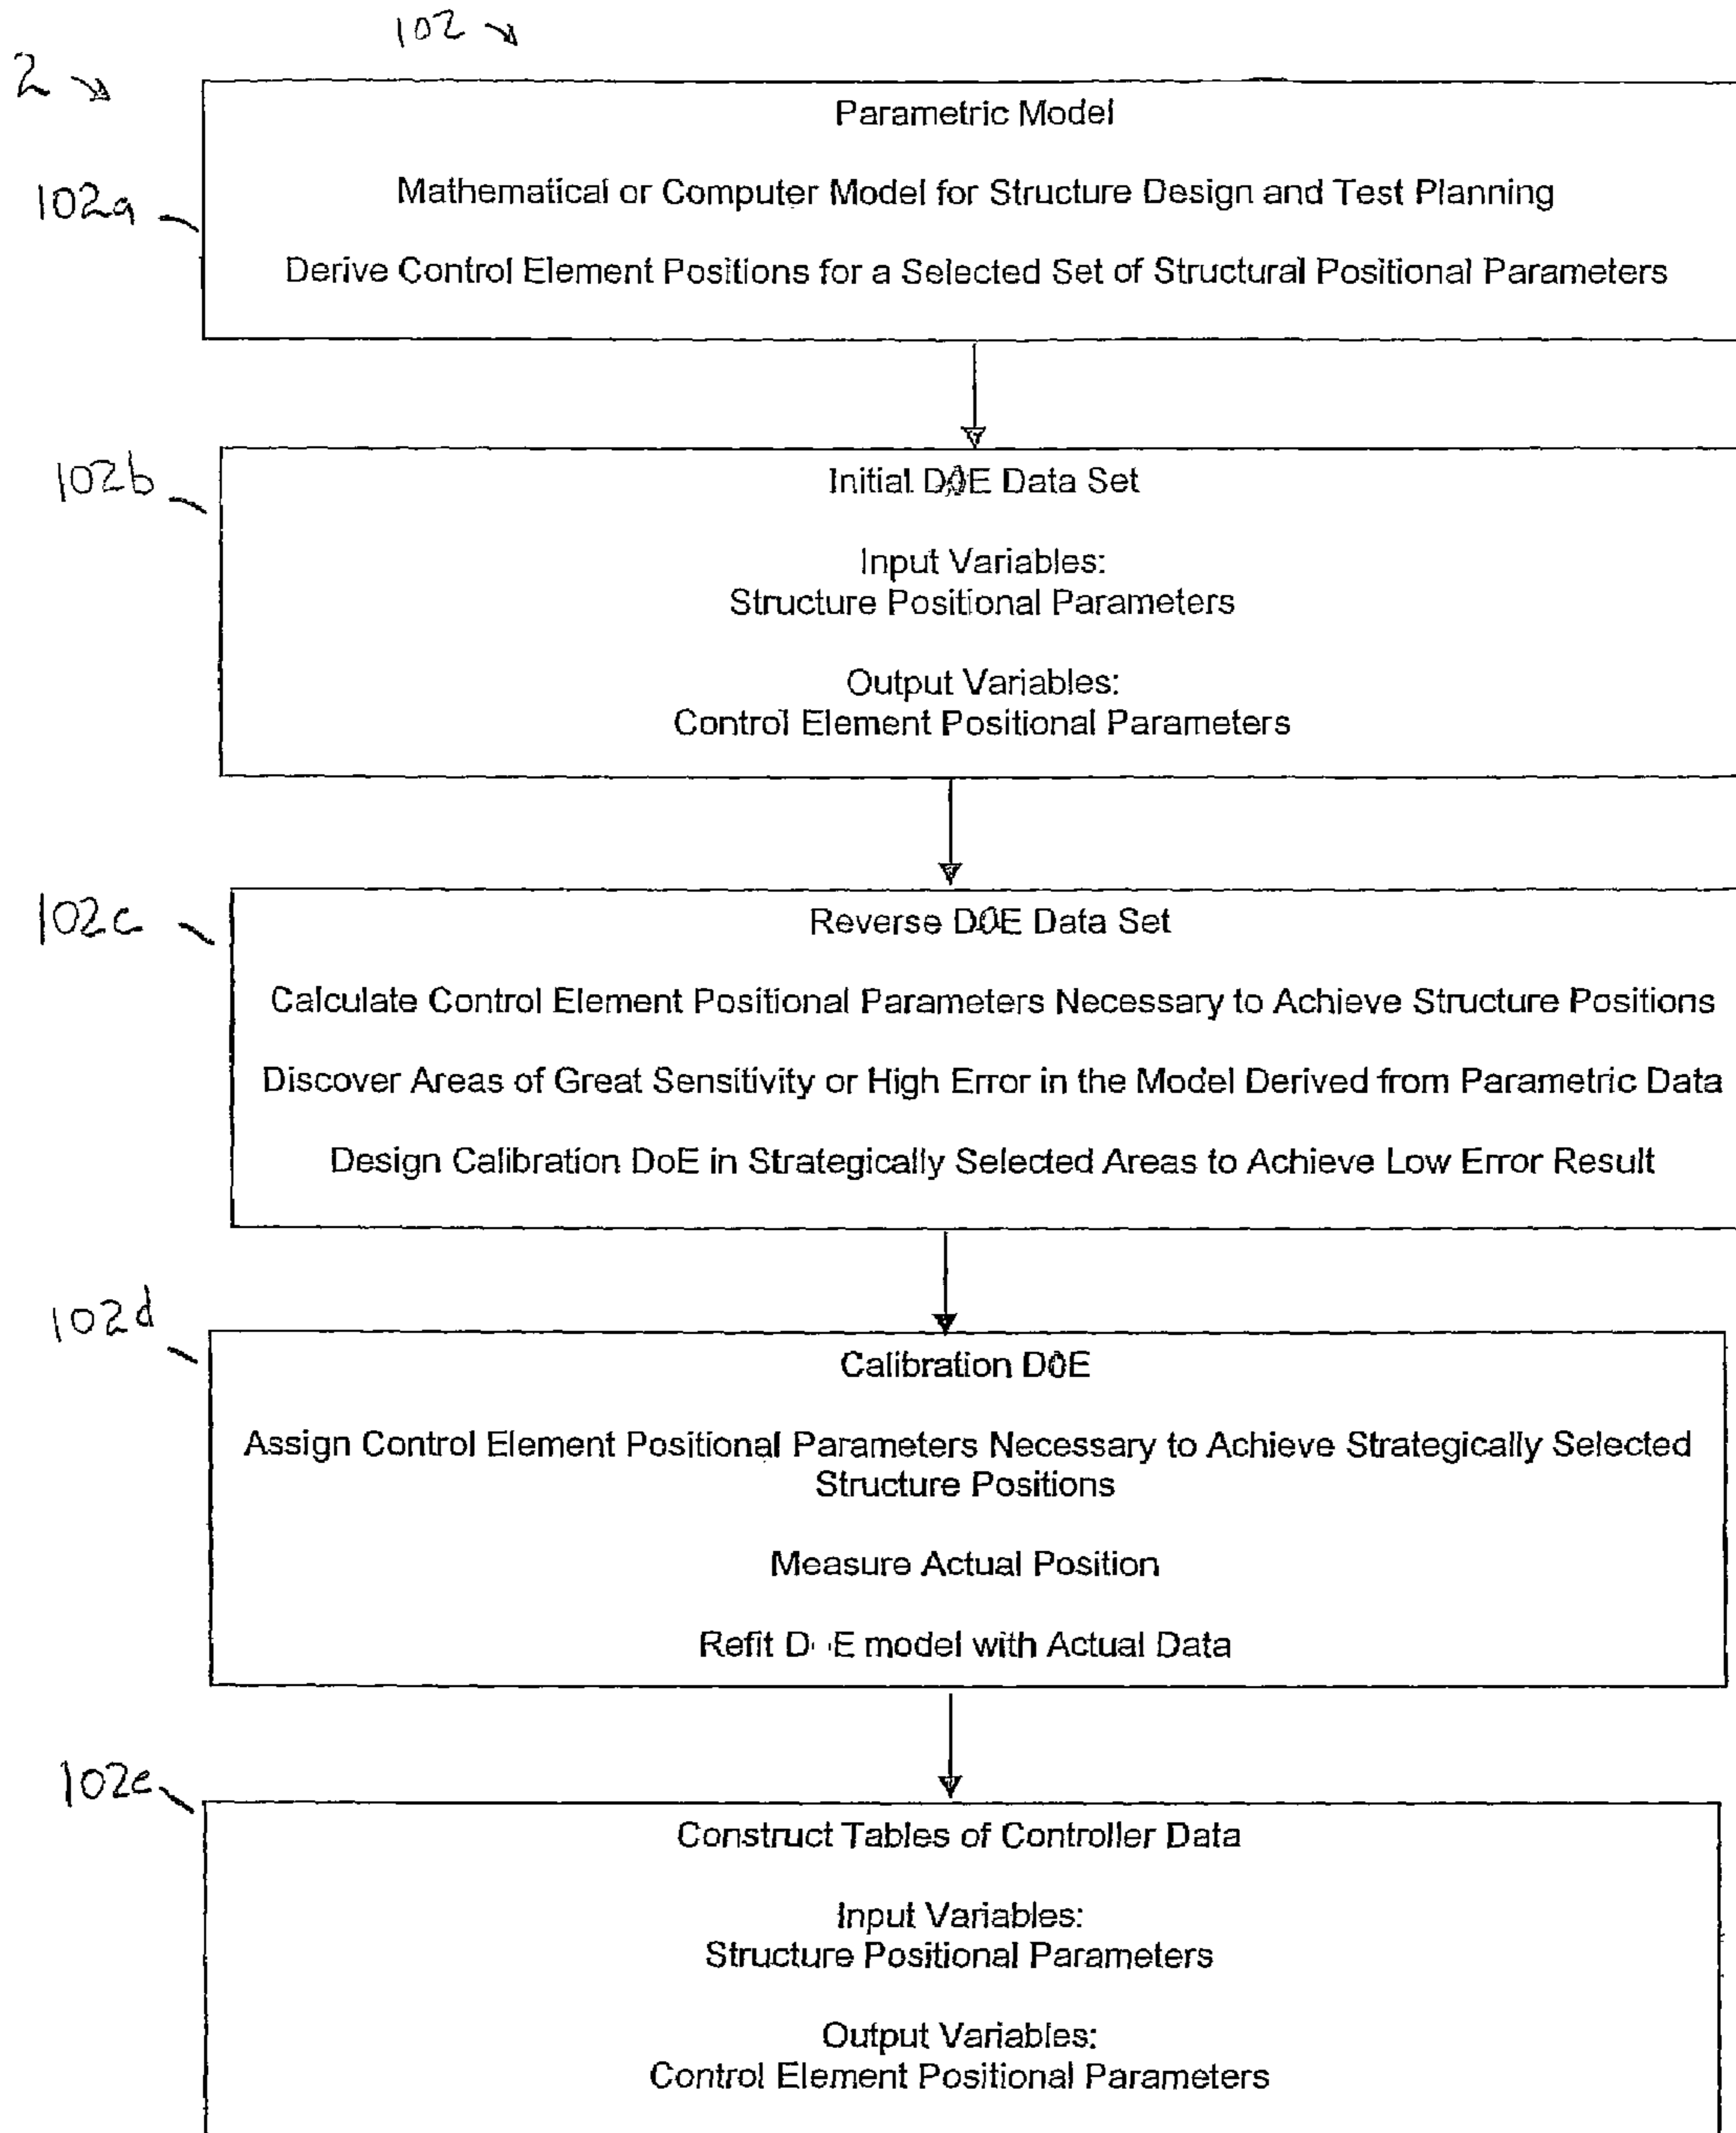 102
2
Parametric Model
102a
Mathematical or Computer Model for Structure Design and Test Planning
Derive Control Element Positions for a Selected Set of Structural Positional Parameters
102b
Initial DOE Data Set
Input Variables:
Structure Positional Parameters
Output Variables:
Control Element Positional Parameters
102c
Reverse DOE Data Set
Calculate Control Element Positional Parameters Necessary to Achieve Structure Positions
Discover Areas of Great Sensitivity or High Error in the Model Derived from Parametric Data
Design Calibration DoE in Strategically Selected Areas to Achieve Low Error Result
102d
Calibration DOE
Assign Control Element Positional Parameters Necessary to Achieve Strategically Selected
Structure Positions
Measure Actual Position
Refit D E model with Actual Data
102e
Construct Tables of Controller Data
Input Variables:
Structure Positional Parameters
Output Variables:
Control Element Positional Parameters